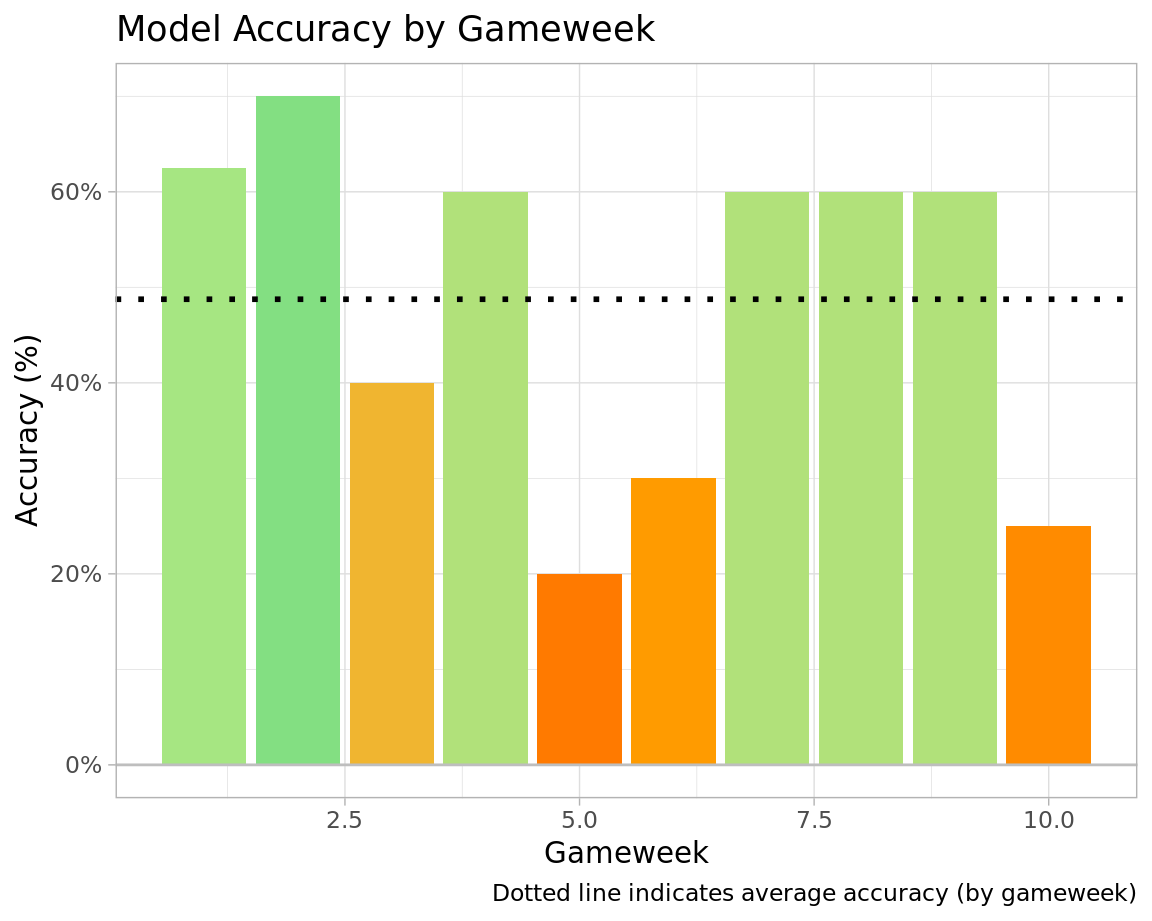 Model Accuracy by Gameweek
Accuracy (%)
60%
40%
20%
0%
2.5 5.0 7.5 10.0
Gameweek
Dotted line indicates average accuracy (by gameweek)